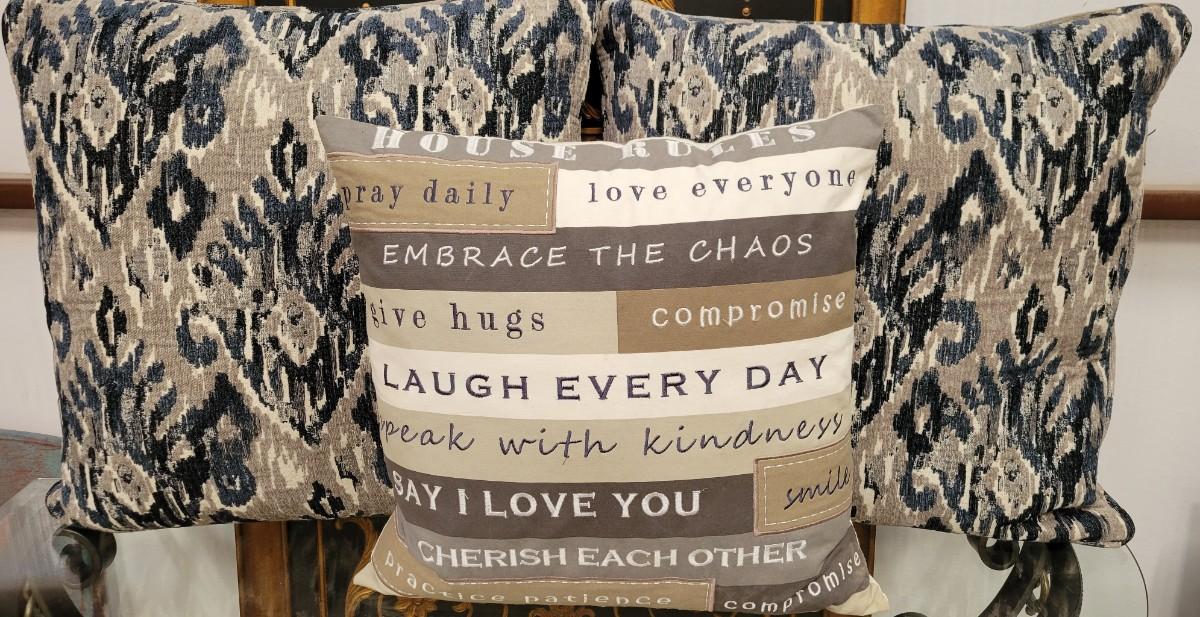 HOUSE RULES
pray daily love everyone
EMBRACE THE CHAOS
give hugs compromise
LAUGH EVERY DAY
speak with kindness
SAY I LOVE YOU smile
CHERISH EACH OTHER
practice patience compromise